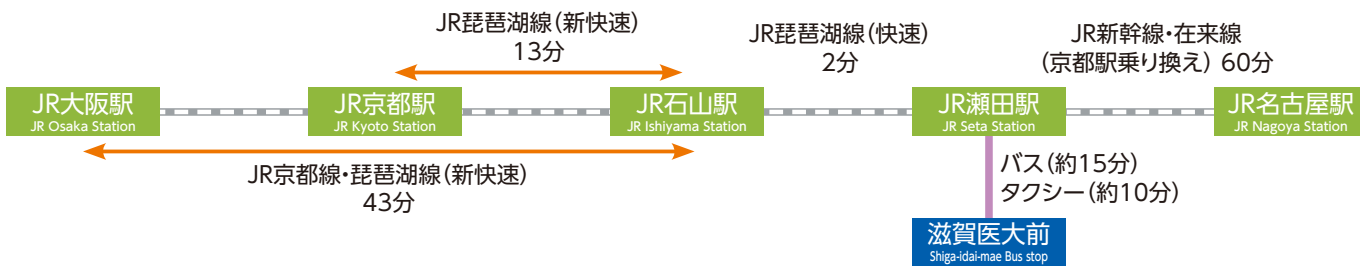 JR琵琶湖線(新快速)
13分
JR琵琶湖線(快速)
2分
JR新幹線・在来線
(京都駅乗り換え) 60分
JR大阪駅
JR Osaka Station
JR京都駅
JR Kyoto Station
JR石山駅
JR Ishiyama Station
JR瀬田駅
JR Seta Station
JR名古屋駅
JR Nagoya Station
JR京都線・琵琶湖線(新快速)
43分
バス(約15分)
タクシー(約10分)
滋賀医大前
Shiga-idai-mae Bus stop